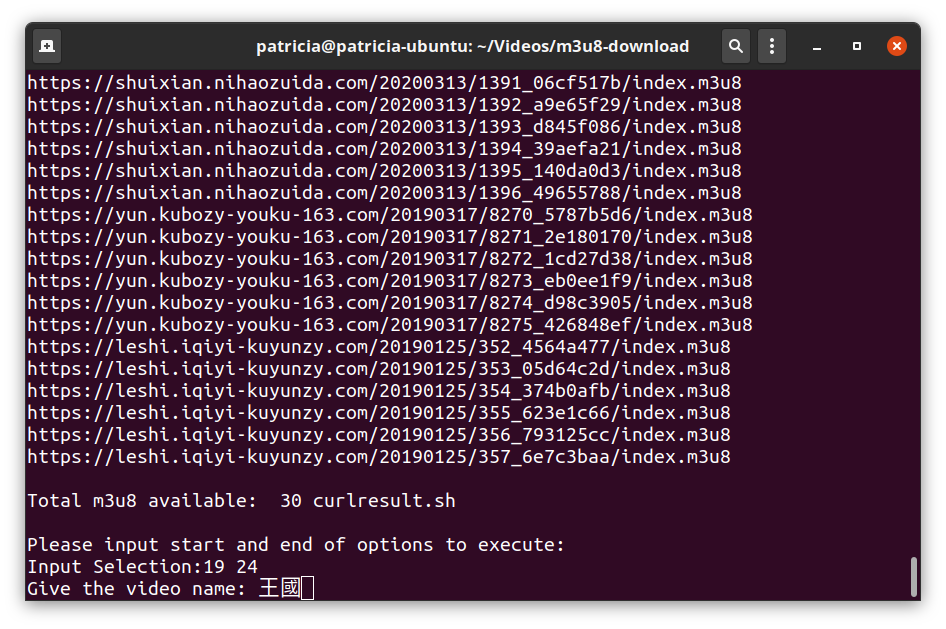 patricia@patricia-ubuntu: ~/Videos/m3u8-download
https://shuixian.nihaozuida.com/20200313/1391_06cf517b/index.m3u8
https://shuixian.nihaozuida.com/20200313/1392_a9e65f29/index.m3u8
https://shuixian.nihaozuida.com/20200313/1393_d845f086/index.m3u8
https://shuixian.nihaozuida.com/20200313/1394_39aefa21/index.m3u8
https://shuixian.nihaozuida.com/20200313/1395_140da0d3/index.m3u8
https://shuixian.nihaozuida.com/20200313/1396_49655788/index.m3u8
https://yun.kubozy-youku-163.com/20190317/8270_5787b5d6/index.m3u8
https://yun.kubozy-youku-163.com/20190317/8271_2e180170/index.m3u8
https://yun.kubozy-youku-163.com/20190317/8272_1cd27d38/index.m3u8
https://yun.kubozy-youku-163.com/20190317/8273_eb0ee1f9/index.m3u8
https://yun.kubozy-youku-163.com/20190317/8274_d98c3905/index.m3u8
https://yun.kubozy-youku-163.com/20190317/8275_426848ef/index.m3u8
https://leshi.iqiyi-kuyunzy.com/20190125/352_4564a477/index.m3u8
https://leshi.iqiyi-kuyunzy.com/20190125/353_05d64c2d/index.m3u8
https://leshi.iqiyi-kuyunzy.com/20190125/354_374b0afb/index.m3u8
https://leshi.iqiyi-kuyunzy.com/20190125/355_623e1c66/index.m3u8
https://leshi.iqiyi-kuyunzy.com/20190125/356_793125cc/index.m3u8
https://leshi.iqiyi-kuyunzy.com/20190125/357_6e7c3baa/index.m3u8
Total m3u8 available:  30 curlresult.sh
Please input start and end of options to execute:
Input Selection:19 24
Give the video name: 王國